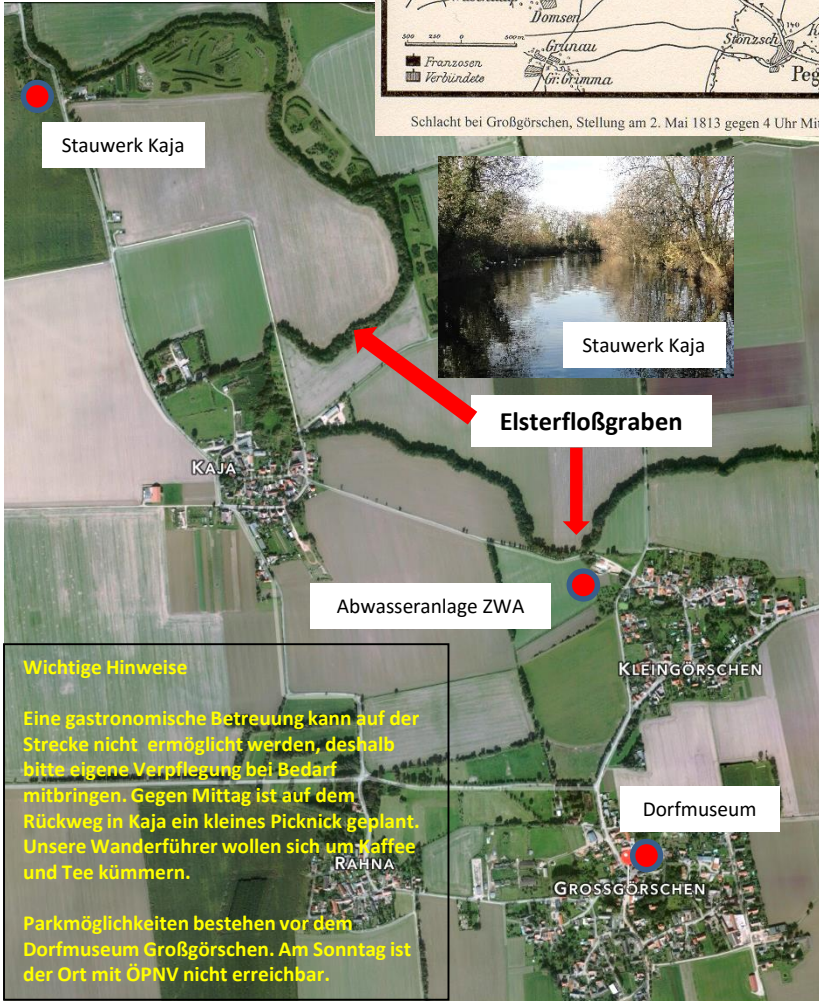 Domsen
500 250 0 500m
Grunau
Gr. Grimma
Franzosen
Verbündete
Stönzsch
140
Peg
Schlacht bei Großgörschen, Stellung am 2. Mai 1813 gegen 4 Uhr Mit
Stauwerk Kaja
Stauwerk Kaja
Elsterfloßgraben
KAJA
Abwasseranlage ZWA
KLEINGÖRSCHEN
Wichtige Hinweise
Eine gastronomische Betreuung kann auf der
Strecke nicht ermöglicht werden, deshalb
bitte eigene Verpflegung bei Bedarf
mitbringen. Gegen Mittag ist auf dem
Rückweg in Kaja ein kleines Picknick geplant.
Unsere Wanderführer wollen sich um Kaffee
und Tee kümmern.
Parkmöglichkeiten bestehen vor dem
Dorfmuseum Großgörschen. Am Sonntag ist
der Ort mit ÖPNV nicht erreichbar.
RAHNA
Dorfmuseum
GROSSGÖRSCHEN